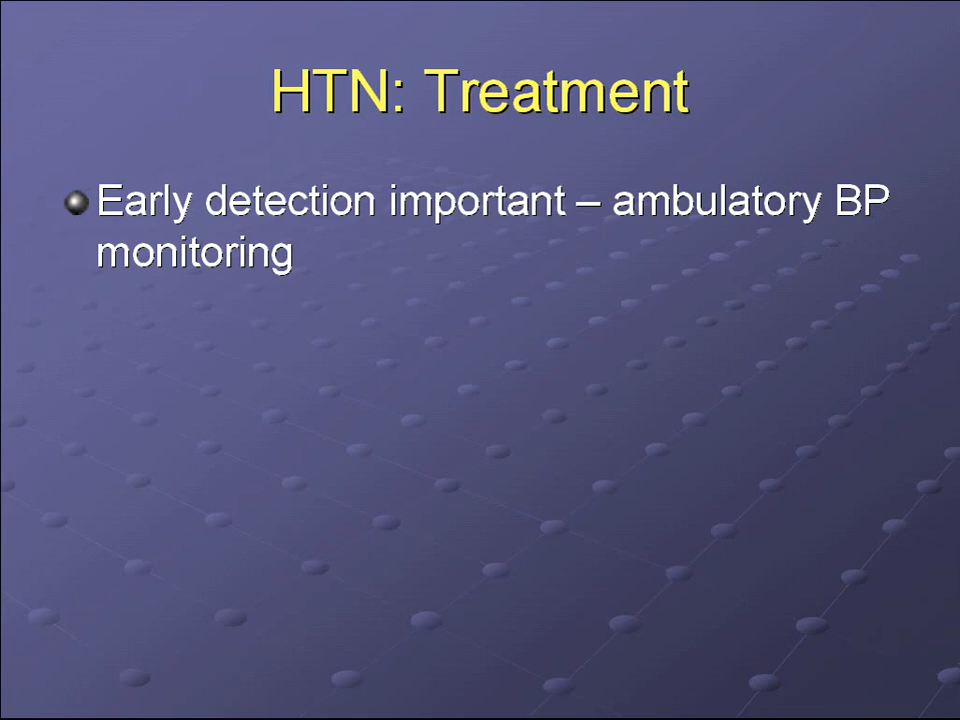 HTN: Treatment
Early detection important – ambulatory BP
monitoring